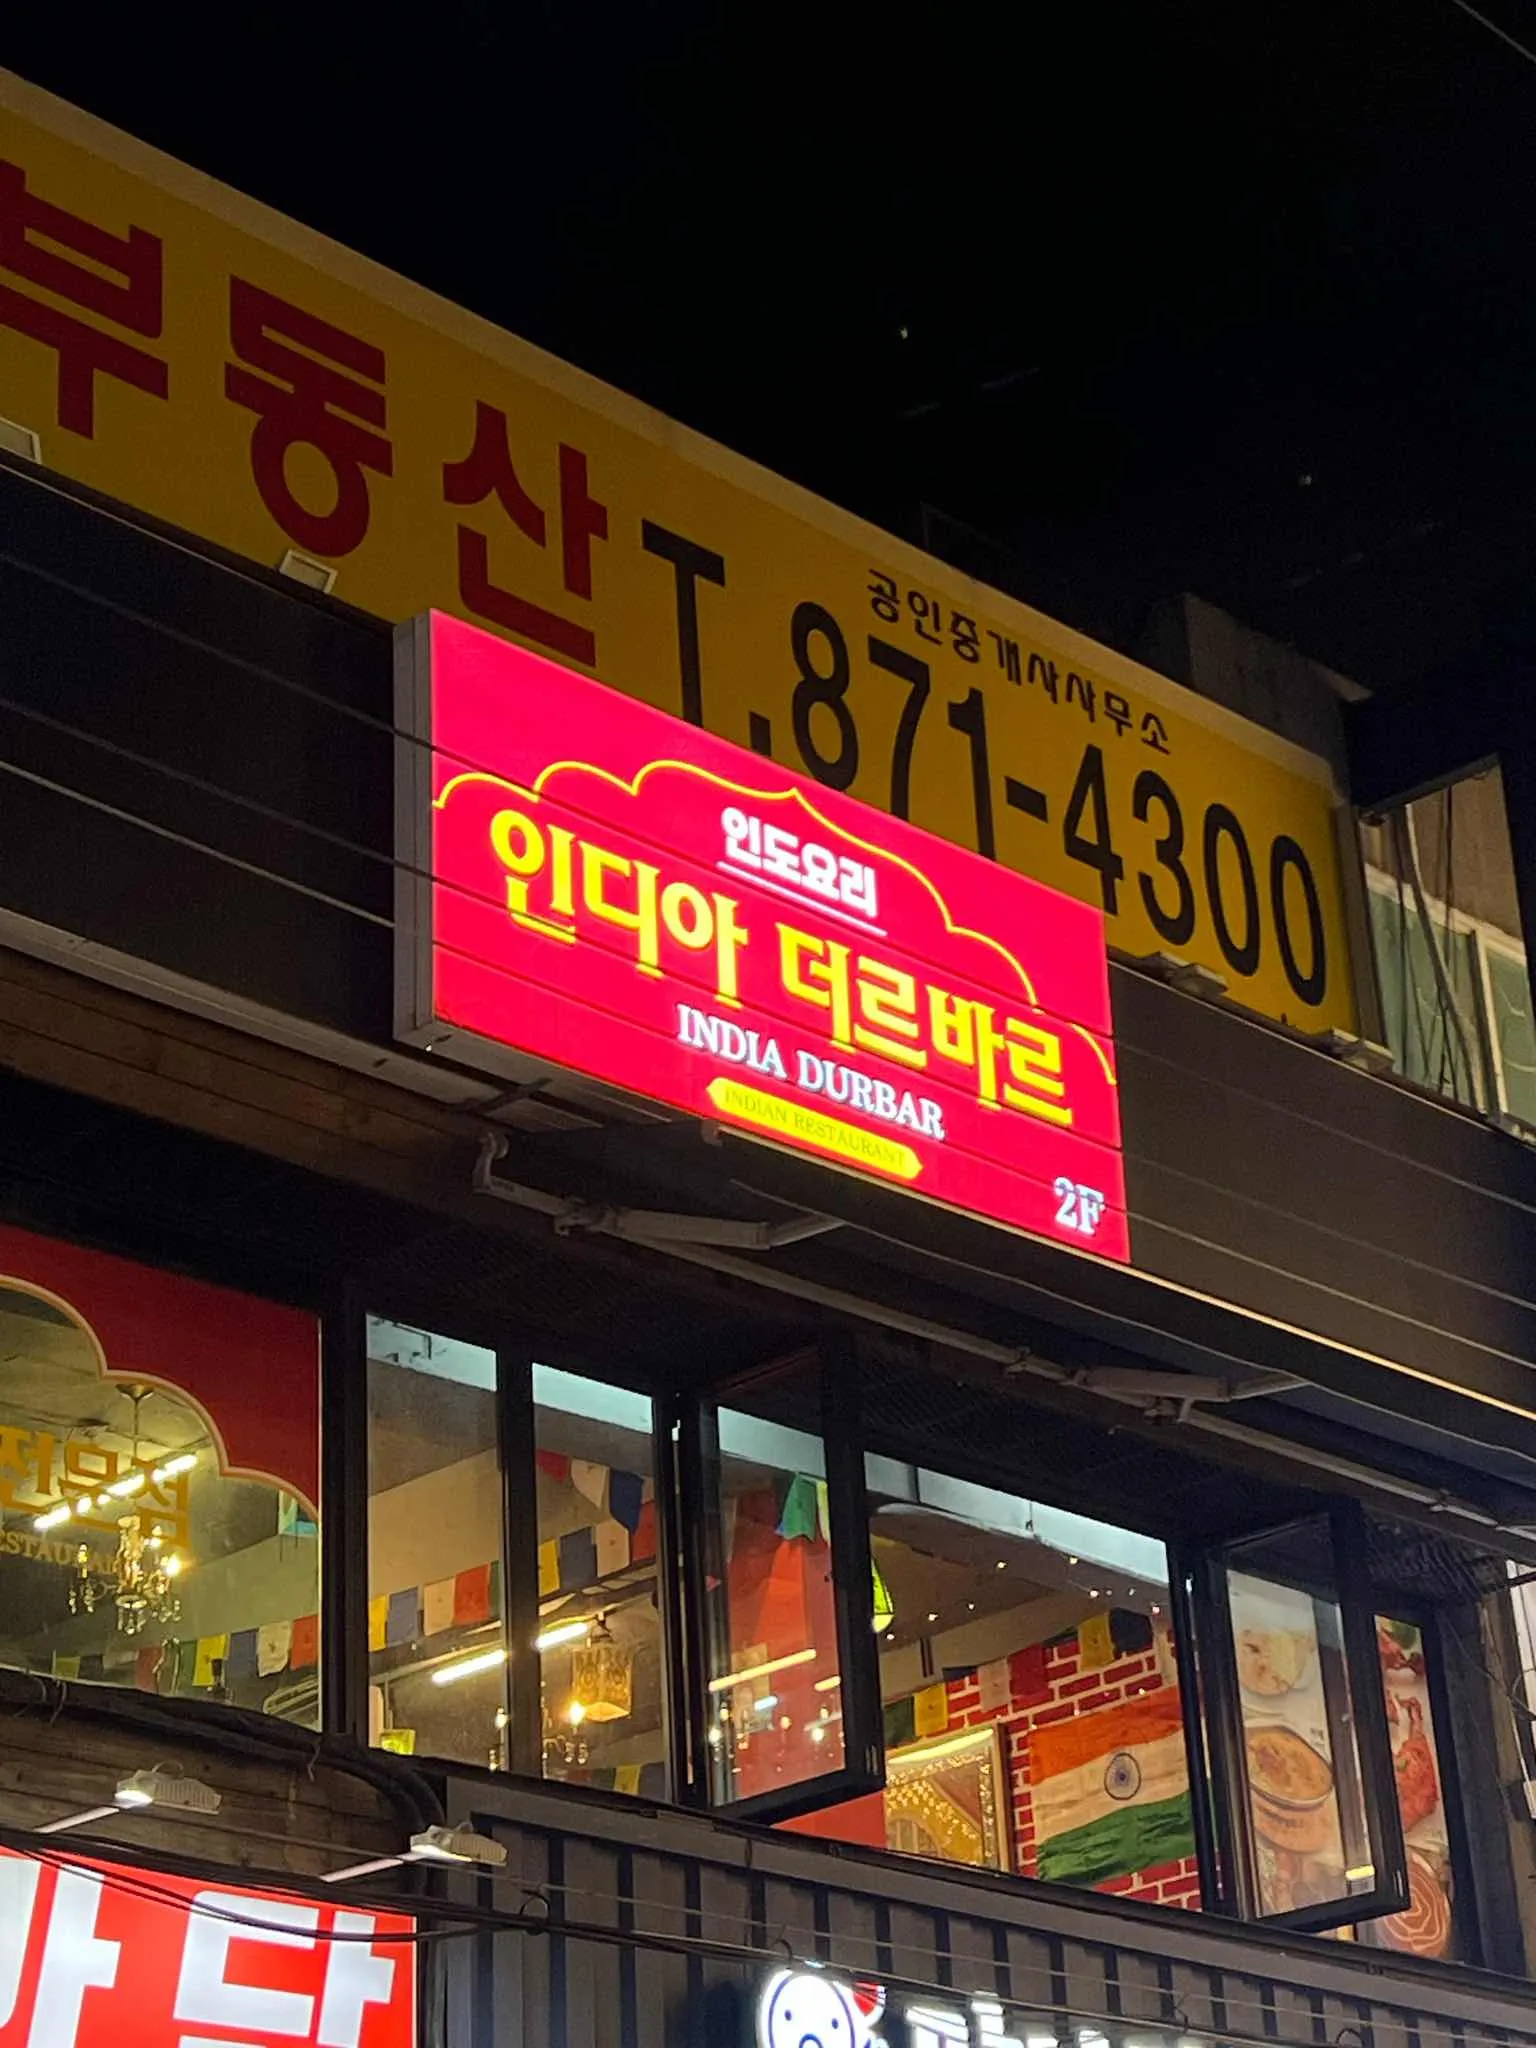 부동산 T.871-4300
공인중개사사무소
인도요리
인디아 더르바르
INDIA DURBAR
INDIAN RESTAURANT
2F
전문점